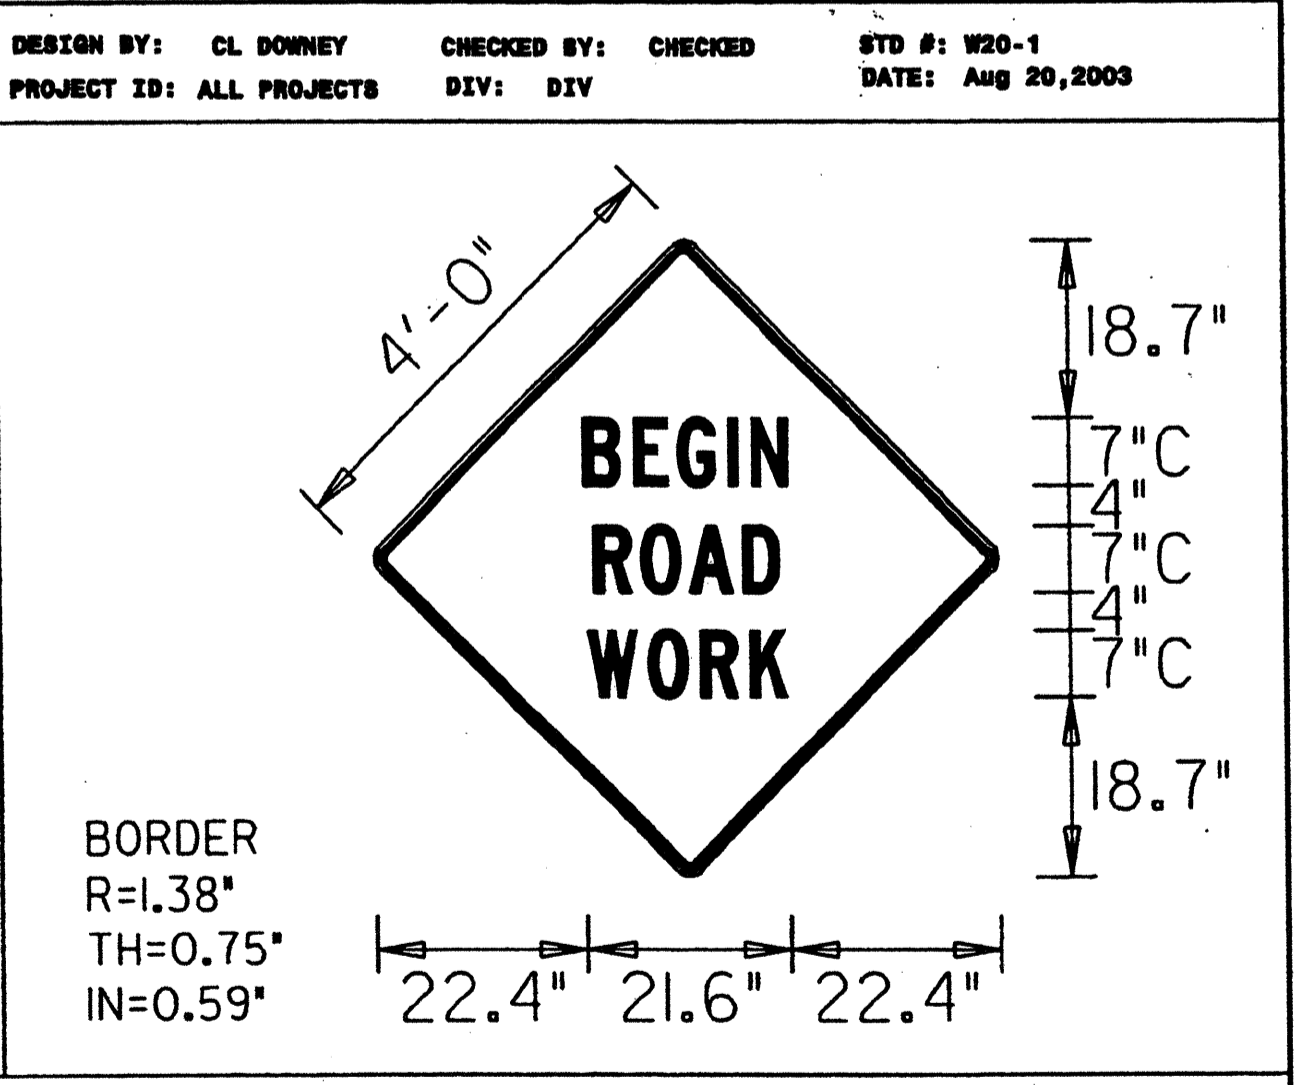 DESIGN BY: CL DOWNEY CHECKED BY: CHECKED STD #: W20-1
PROJECT ID: ALL PROJECTS DIV: DIV DATE: Aug 20,2003
4'-0"
18.7"
BEGIN
7"C
4"
ROAD
7"C
4"
WORK
7"C
18.7"
BORDER
R=1.38"
TH=0.75"
IN=0.59"
22.4" 21.6" 22.4"